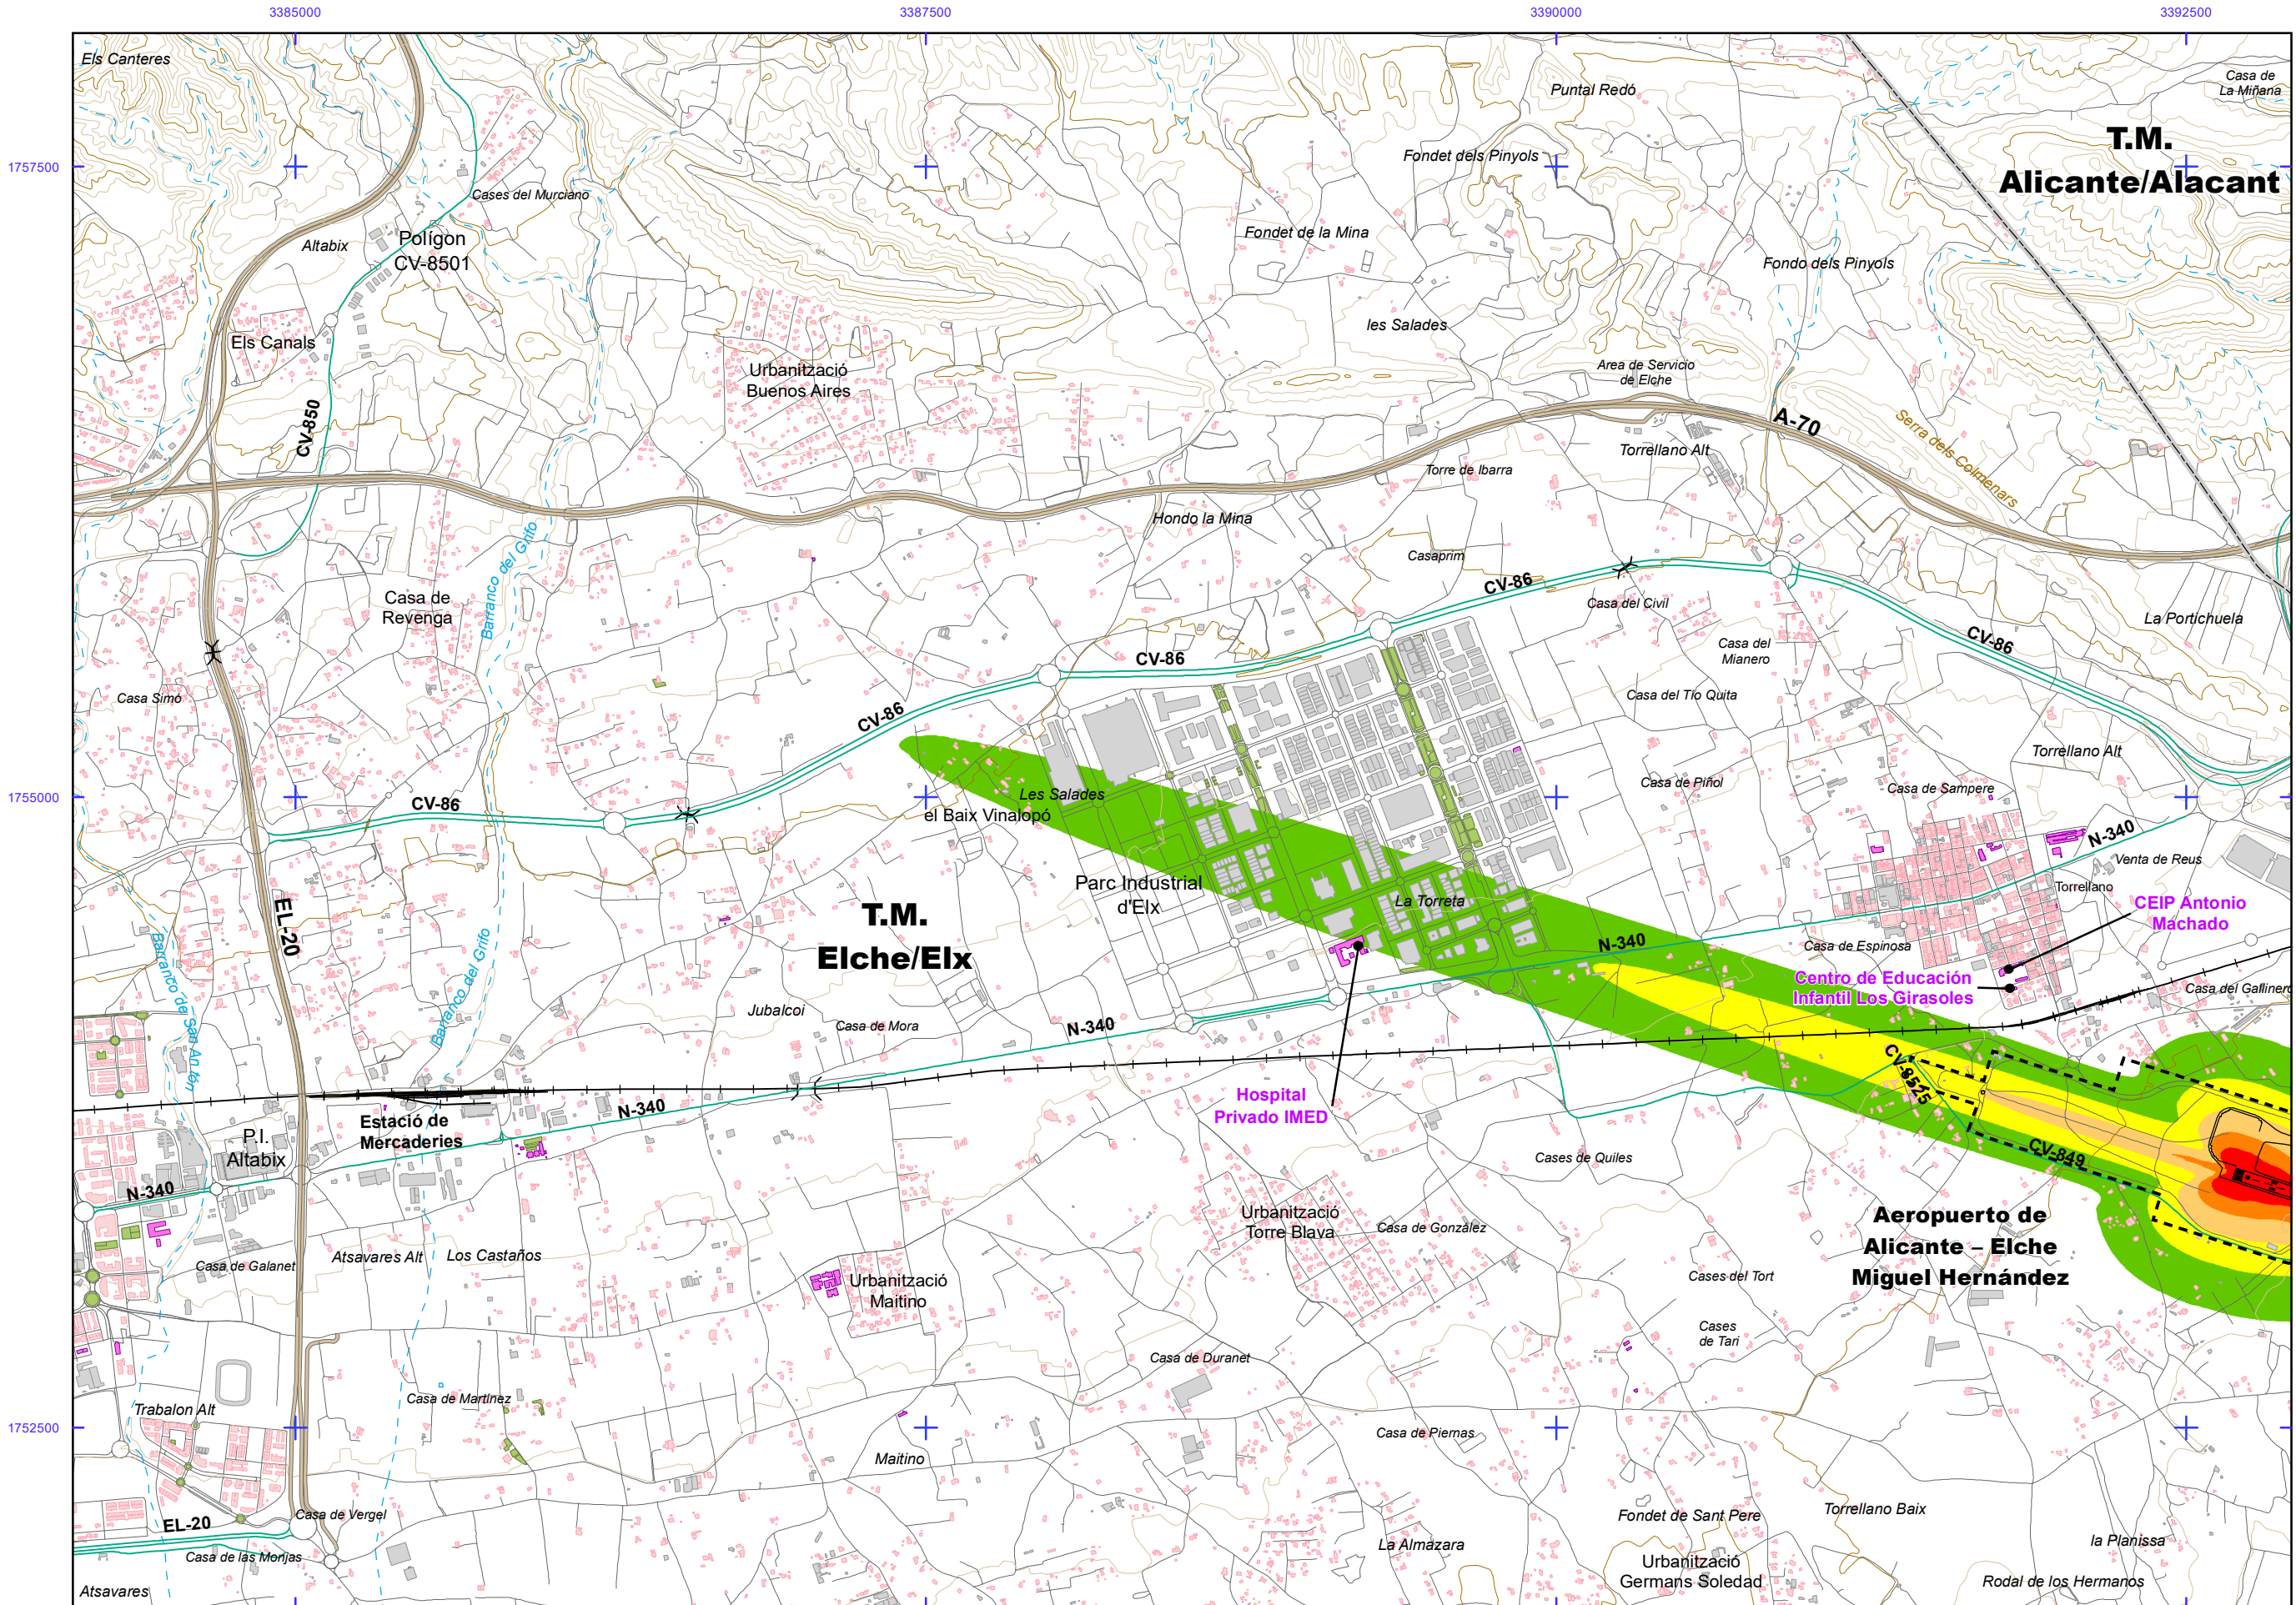 3385000
3387500
3390000
3392500
Els Canteres
Casa de
La Miñana
Puntal Redó
T.M.
Alicante/Alacant
1757500
Fondet dels Pinyols
Cases del Murciano
Polígon
CV-8501
Altabix
Fondet de la Mina
Fondo dels Pinyols
les Salades
Els Canals
Urbanització
Buenos Aires
Area de Servicio
de Elche
CV-850
A-70
Serra dels Colmenars
Torrellano Alt
Torre de Ibarra
Hondo la Mina
Barranco del Grifo
Casaprim
CV-86
Casa de
Revenga
Casa del Civil
La Portichuela
CV-86
Casa del
Mianero
CV-86
Casa Simó
Casa del Tío Quita
CV-86
Torrellano Alt
Casa de Piñol
Les Salades
Casa de Sampere
1755000
CV-86
el Baix Vinalopó
N-340
Venta de Reus
Parc Industrial
d'Elx
Torrellano
La Torreta
CEIP Antonio
Machado
T.M.
Elche/Elx
EL-20
Barranco de San Antón
Barranco del Grifo
N-340
Casa de Espinosa
Centro de Educación
Infantil Los Girasoles
Casa del Gallinero
Jubalcoi
Casa de Mora
N-340
CV-8525
Hospital
Privado IMED
N-340
Estació de
Mercaderies
P.I.
Altabix
CV-849
Cases de Quiles
N-340
Urbanització
Torre Blava
Casa de González
Aeropuerto de
Alicante – Elche
Miguel Hernández
Atsavares Alt
Los Castaños
Casa de Galanet
Urbanització
Maitino
Cases del Tort
Cases
de Tari
Casa de Duranet
Casa de Martínez
Trabalon Alt
1752500
Casa de Piernas
Maitino
Casa de Vergel
EL-20
Torrellano Baix
Fondet de Sant Pere
la Planissa
La Almazara
Casa de las Monjas
Urbanització
Germans Soledad
Rodal de los Hermanos
Atsavares